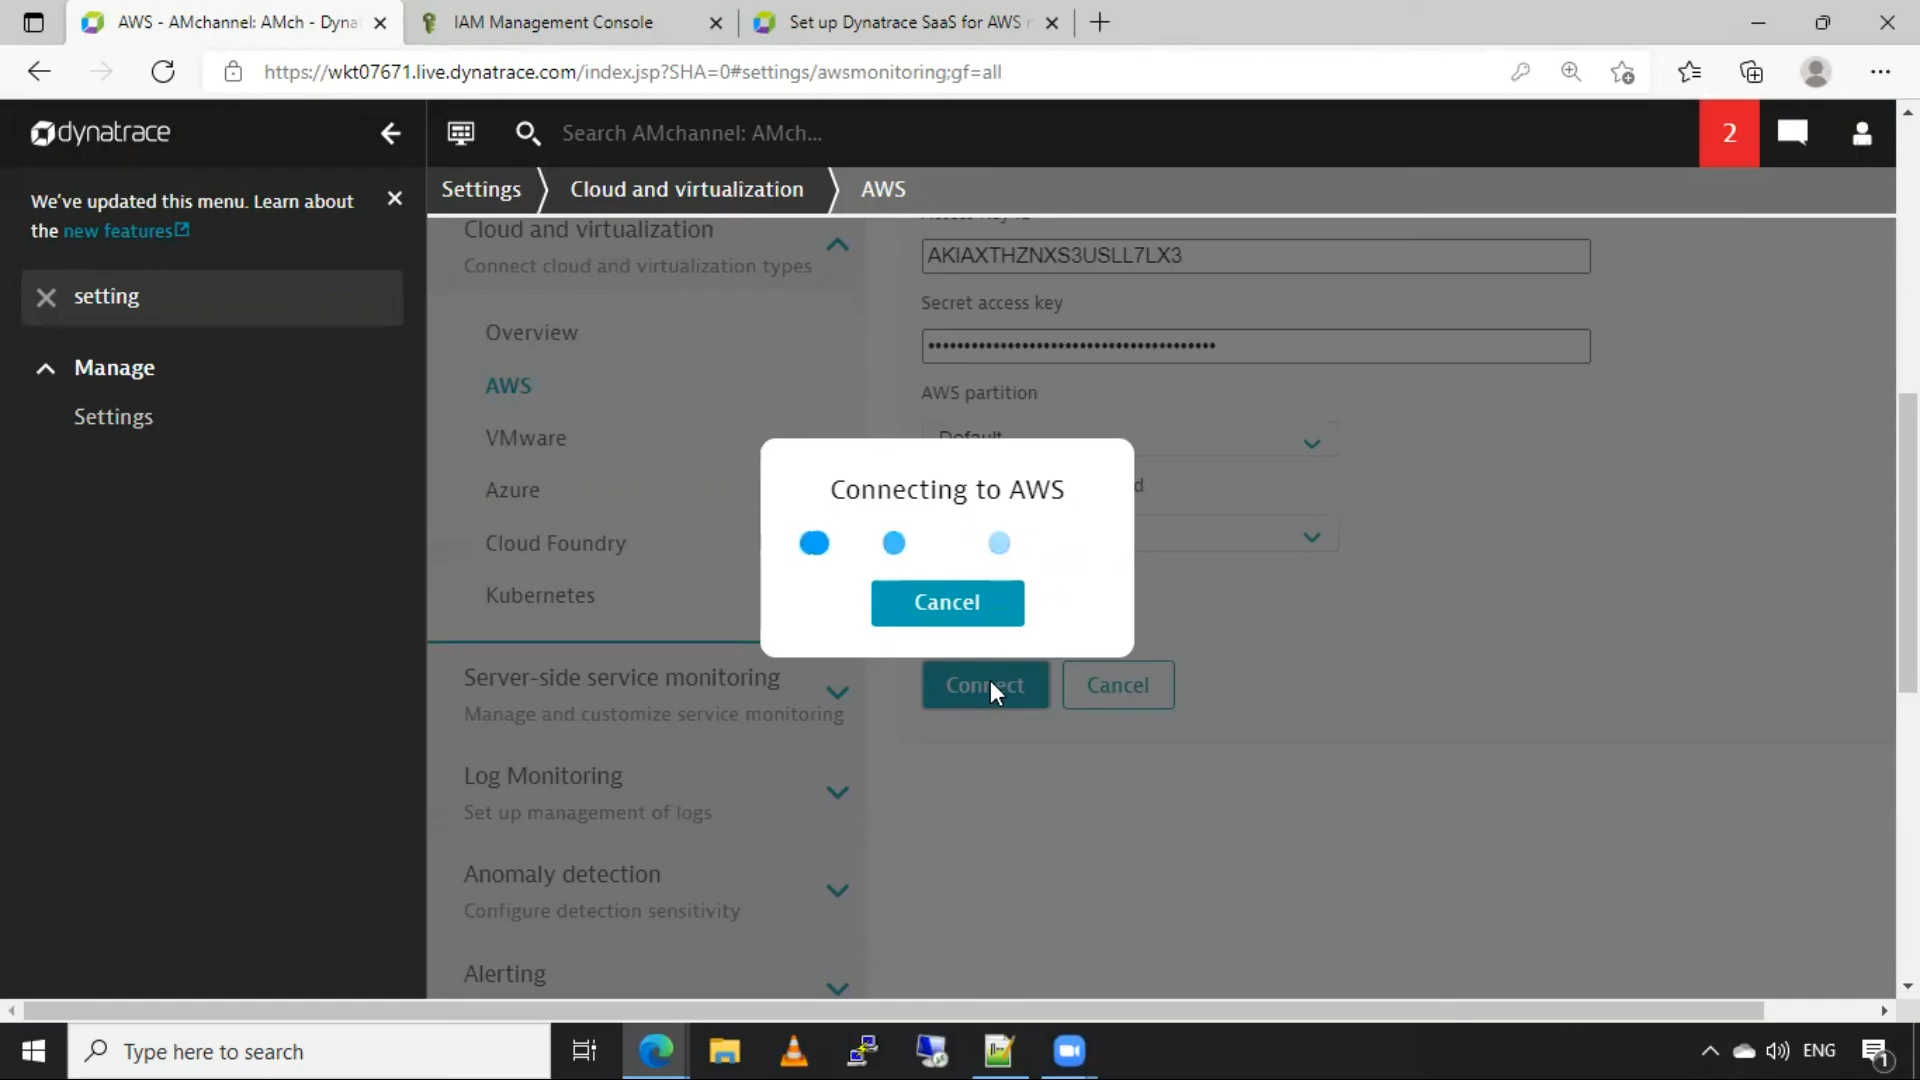 AWS - AMchannel: AMch - Dyna
IAM Management Console
Set up Dynatrace SaaS for AWS
https://wkt07671.live.dynatrace.com/index.jsp?SHA=0#settings/awsmonitoring;gf=all
dynatrace
Search AMchannel: AMch...
2
We've updated this menu. Learn about
the new features
Settings
Cloud and virtualization
AWS
setting
Manage
Settings
Cloud and virtualization
Connect cloud and virtualization types
Overview
AWS
VMware
Azure
Cloud Foundry
Kubernetes
Server-side service monitoring
Manage and customize service monitoring
Log Monitoring
Set up management of logs
Anomaly detection
Configure detection sensitivity
Alerting
AKIAXTHZNXS3USLL7LX3
Secret access key
AWS partition
Default
Connecting to AWS
Cancel
Connect
Cancel
Type here to search
ENG
1